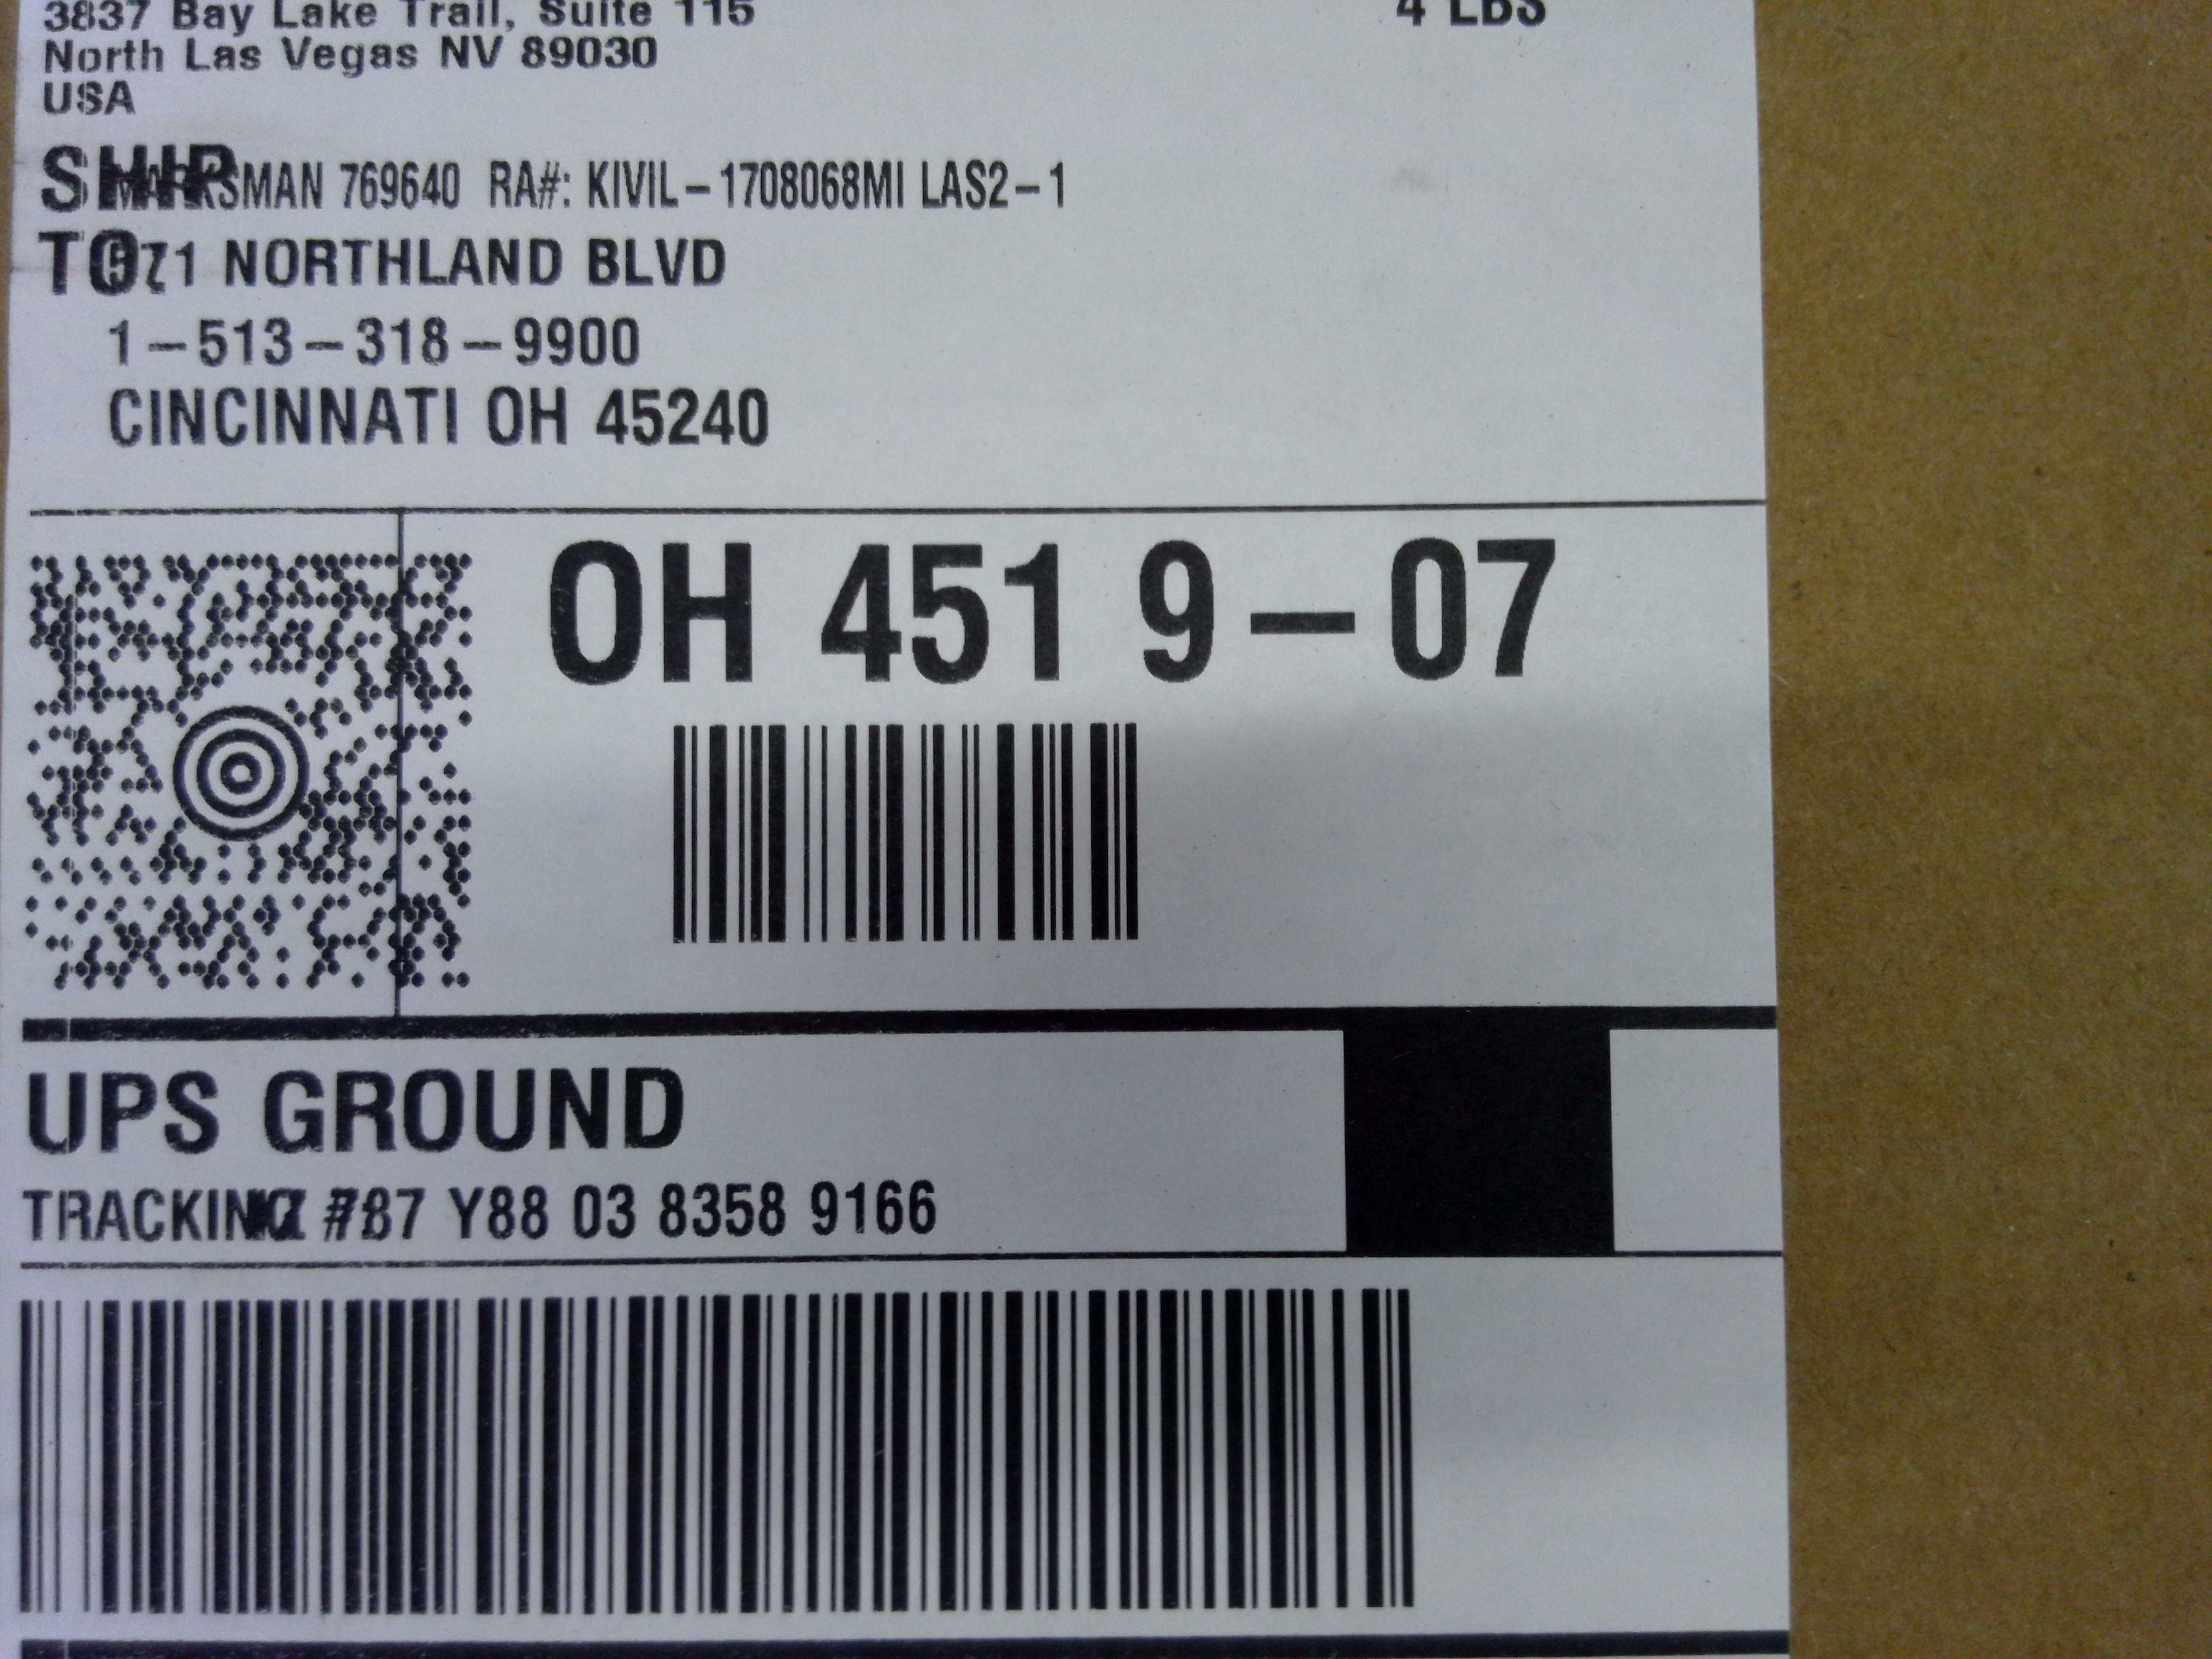 3837 Bay Lake Trail, Suite 115
4 LBS
North Las Vegas NV 89030
USA
SHIP
769640 RA#: KIVIL-1708068MI LAS2-1
TO
NORTHLAND BLVD
1-513-318-9900
CINCINNATI OH 45240
OH 451 9-07
UPS GROUND
TRACKING Y88 03 8358 9166